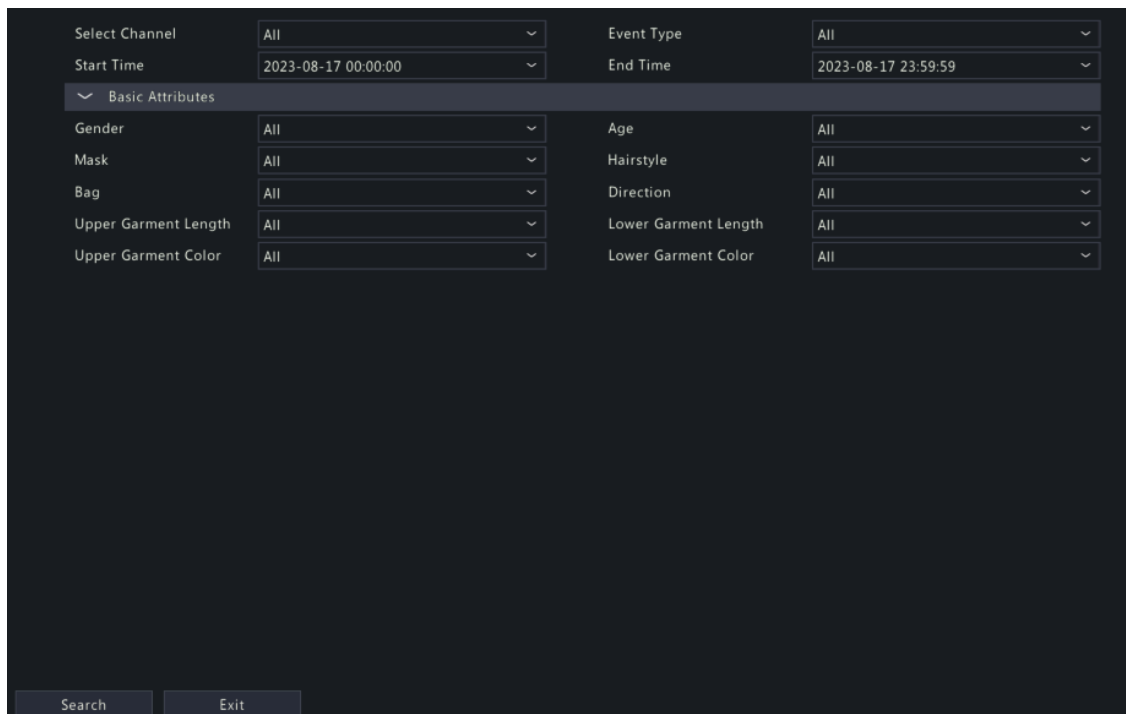 Select Channel All Event Type All
Start Time 2023-08-17 00:00:00 End Time 2023-08-17 23:59:59
Basic Attributes
Gender All Age All
Mask All Hairstyle All
Bag All Direction All
Upper Garment Length All Lower Garment Length All
Upper Garment Color All Lower Garment Color All
Search Exit